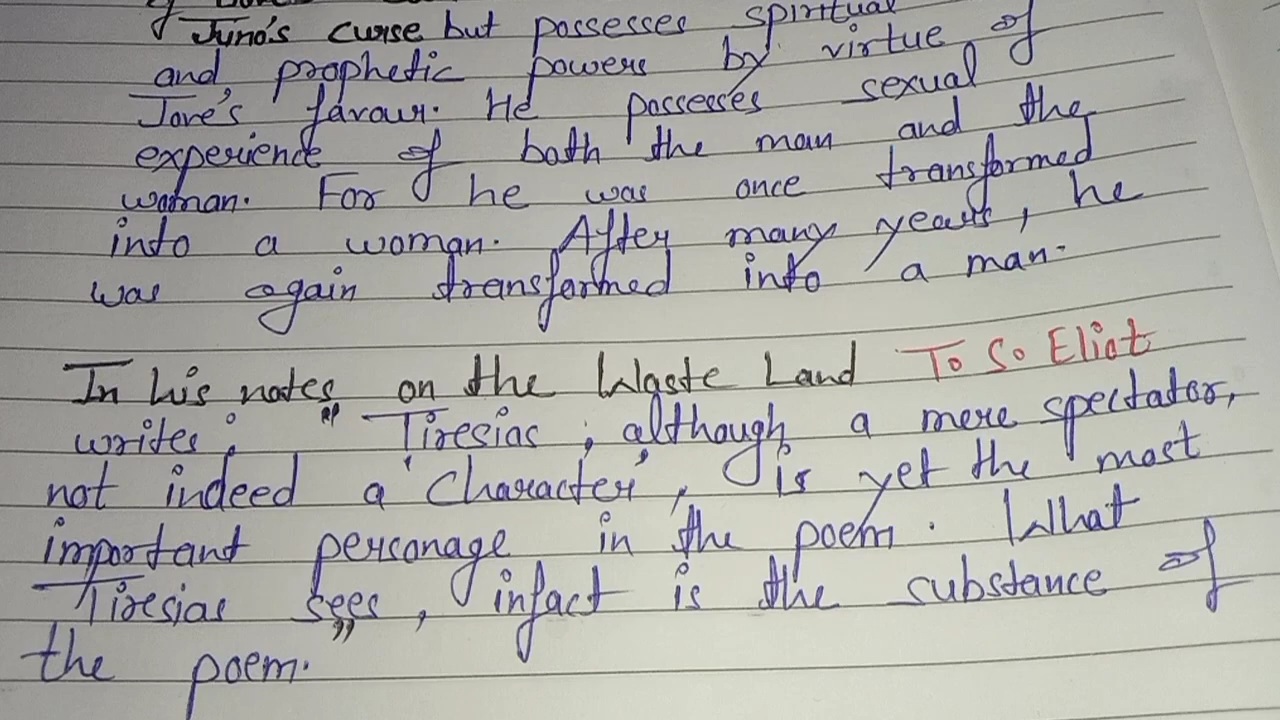 Juno's curse but possesses spiritual
and prophetic powers by virtue of
Jove's favour. He possesses sexual
experience of both the man and the
woman. For he was once transformed
into a woman. After many years, he
was again transformed into a man.
In his notes on the Waste Land T. S. Eliot
writes: " Tiresias, although a mere spectator,
not indeed a 'character', is yet the most
important personage in the poem. What
Tiresias sees, infact is the substance of
the poem."